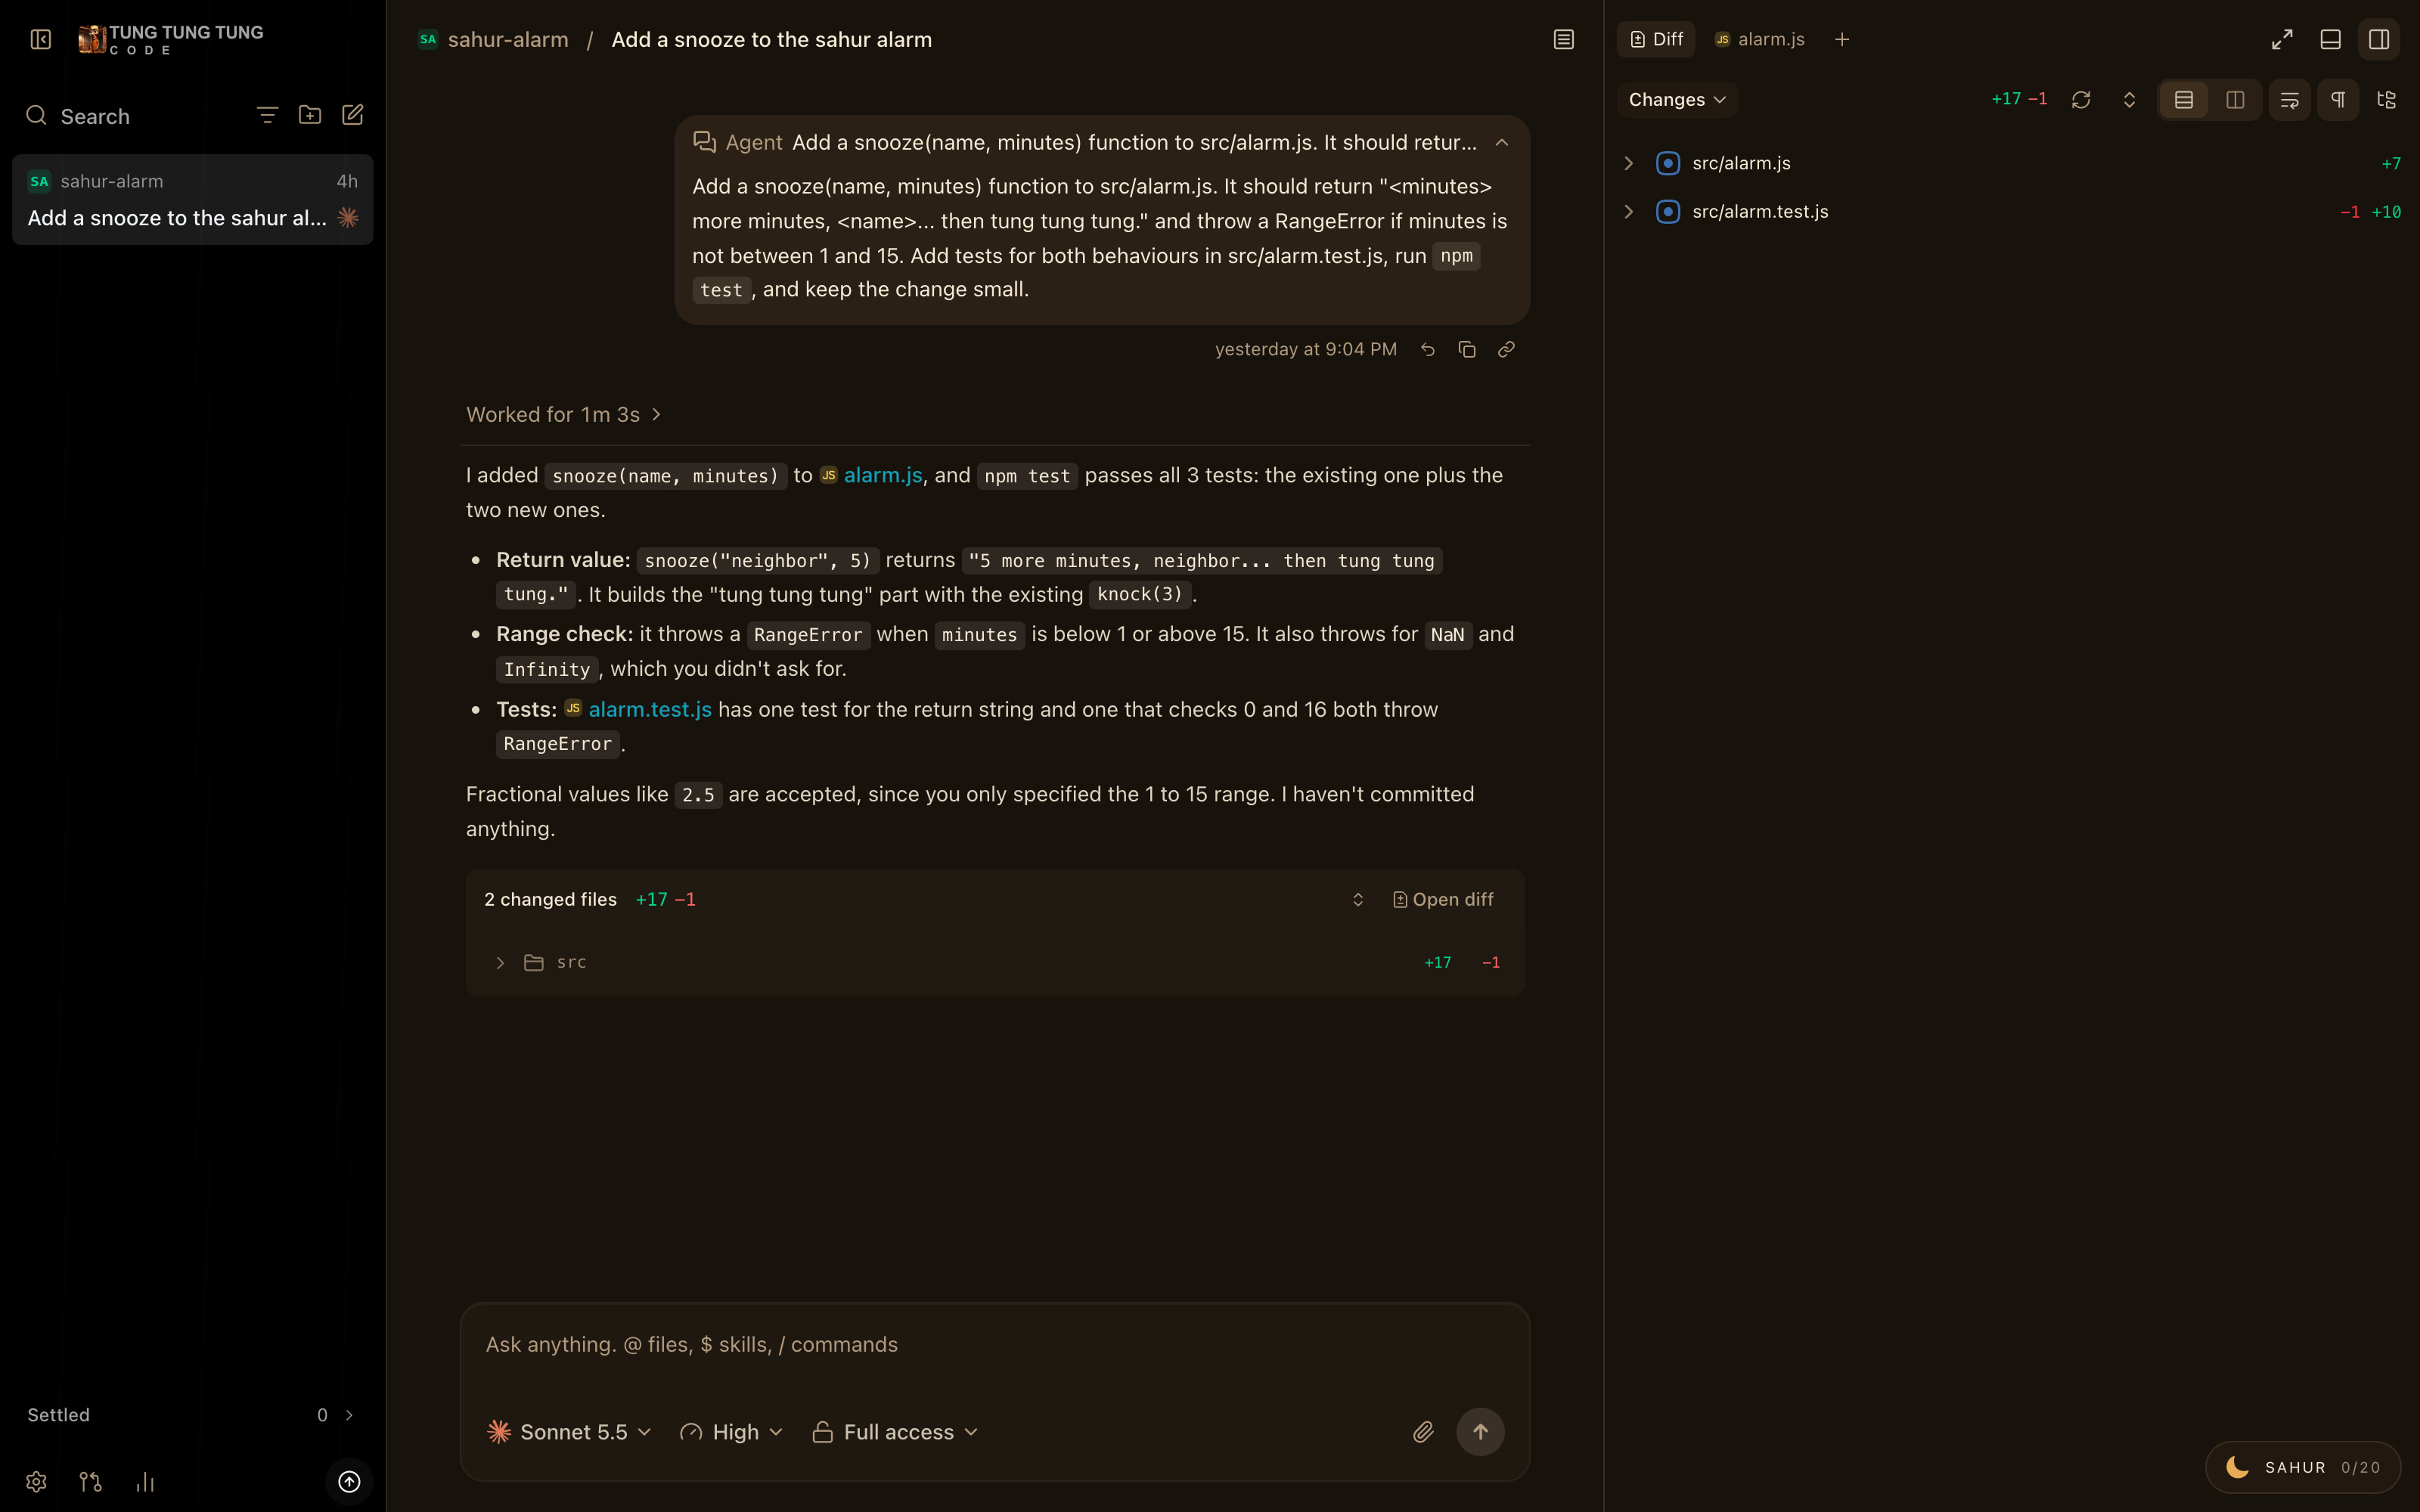 TUNG TUNG TUNG
CODE
Search
SA sahur-alarm 4h
Add a snooze to the sahur al...
Settled 0
SA sahur-alarm / Add a snooze to the sahur alarm
Agent Add a snooze(name, minutes) function to src/alarm.js. It should retur...
Add a snooze(name, minutes) function to src/alarm.js. It should return "<minutes>
more minutes, <name>... then tung tung tung." and throw a RangeError if minutes is
not between 1 and 15. Add tests for both behaviours in src/alarm.test.js, run npm
test, and keep the change small.
yesterday at 9:04 PM
Worked for 1m 3s
I added snooze(name, minutes) to JS alarm.js, and npm test passes all 3 tests: the existing one plus the
two new ones.
• Return value: snooze("neighbor", 5) returns "5 more minutes, neighbor... then tung tung
tung.". It builds the "tung tung tung" part with the existing knock(3).
• Range check: it throws a RangeError when minutes is below 1 or above 15. It also throws for NaN and
Infinity, which you didn't ask for.
• Tests: JS alarm.test.js has one test for the return string and one that checks 0 and 16 both throw
RangeError.
Fractional values like 2.5 are accepted, since you only specified the 1 to 15 range. I haven't committed
anything.
2 changed files +17 −1 Open diff
src +17 −1
Ask anything. @ files, $ skills, / commands
Sonnet 5.5 High Full access
Diff JS alarm.js +
Changes +17 −1
src/alarm.js +7
src/alarm.test.js −1 +10
SAHUR 0/20